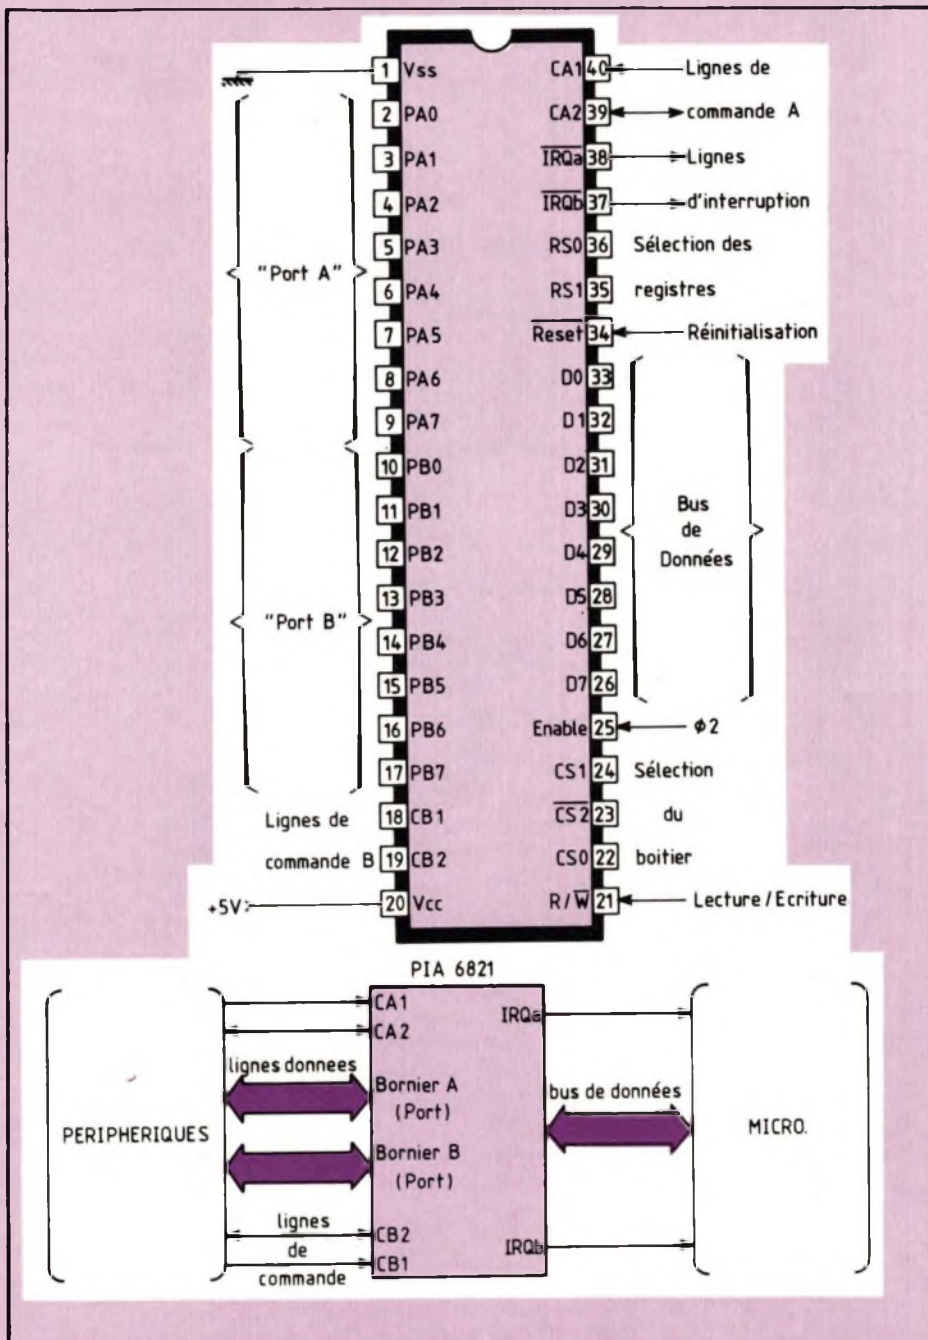 1 Vss CA1 40 Lignes de
2 PA0 CA2 39 commande A
3 PA1 IRQa 38 Lignes
4 PA2 IRQb 37 d'interruption
5 PA3 RS0 36 Sélection des
"Port A"
6 PA4 RS1 35 registres
7 PA5 Reset 34 Réinitialisation
8 PA6 D0 33
9 PA7 D1 32
10 PB0 D2 31
11 PB1 D3 30 Bus
de
12 PB2 D4 29 Données
13 PB3 D5 28
"Port B"
14 PB4 D6 27
15 PB5 D7 26
16 PB6 Enable 25 ϕ2
17 PB7 CS1 24 Sélection
Lignes de 18 CB1 CS2 23 du
commande B 19 CB2 CS0 22 boitier
+5V 20 Vcc R/W 21 Lecture/Ecriture
PIA 6821
CA1 IRQa
CA2
lignes donnees
Bornier A bus de données
(Port)
PERIPHERIQUES MICRO.
Bornier B
(Port)
lignes CB2
de IRQb
commande CB1